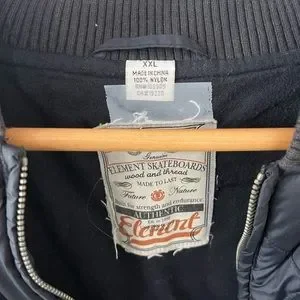 XXL
MADE IN CHINA
100% NYLON
Genuine
ELEMENT SKATEBOARDS
wood and thread
MADE TO LAST
Future Nature
for strength and endurance
AUTHENTIC
Element